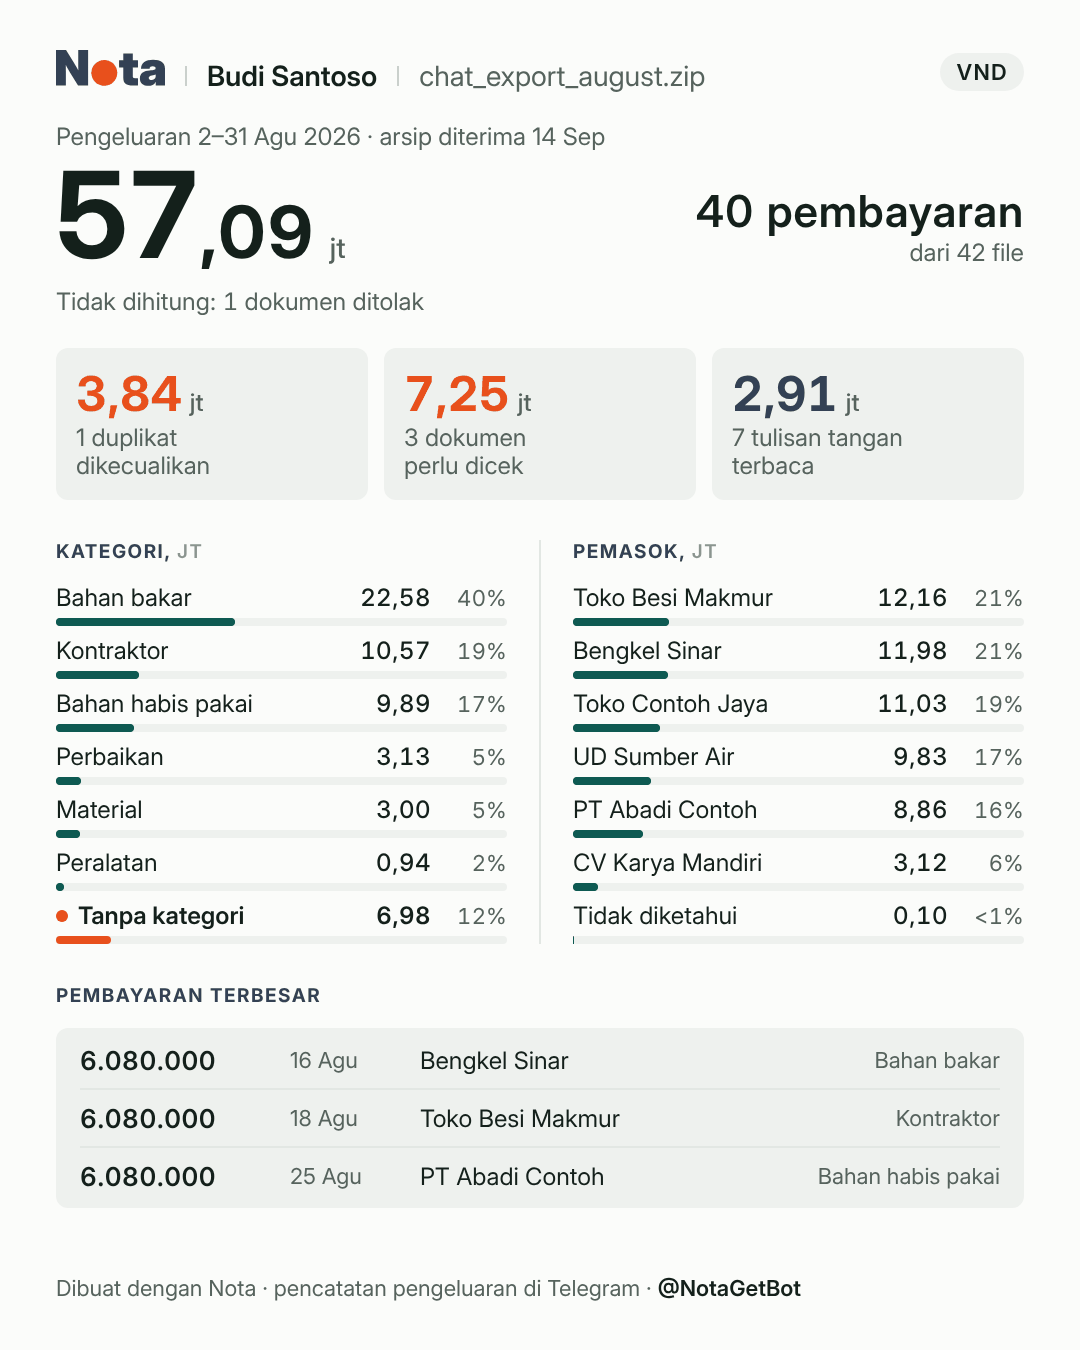 Nota | Budi Santoso | chat_export_august.zip
VND
Pengeluaran 2–31 Agu 2026 · arsip diterima 14 Sep
57,09 jt
40 pembayaran
dari 42 file
Tidak dihitung: 1 dokumen ditolak
3,84 jt
1 duplikat
dikecualikan
7,25 jt
3 dokumen
perlu dicek
2,91 jt
7 tulisan tangan
terbaca
KATEGORI, JT
Bahan bakar 22,58 40%
Kontraktor 10,57 19%
Bahan habis pakai 9,89 17%
Perbaikan 3,13 5%
Material 3,00 5%
Peralatan 0,94 2%
Tanpa kategori 6,98 12%
PEMASOK, JT
Toko Besi Makmur 12,16 21%
Bengkel Sinar 11,98 21%
Toko Contoh Jaya 11,03 19%
UD Sumber Air 9,83 17%
PT Abadi Contoh 8,86 16%
CV Karya Mandiri 3,12 6%
Tidak diketahui 0,10 <1%
PEMBAYARAN TERBESAR
6.080.000 16 Agu Bengkel Sinar Bahan bakar
6.080.000 18 Agu Toko Besi Makmur Kontraktor
6.080.000 25 Agu PT Abadi Contoh Bahan habis pakai
Dibuat dengan Nota · pencatatan pengeluaran di Telegram · @NotaGetBot